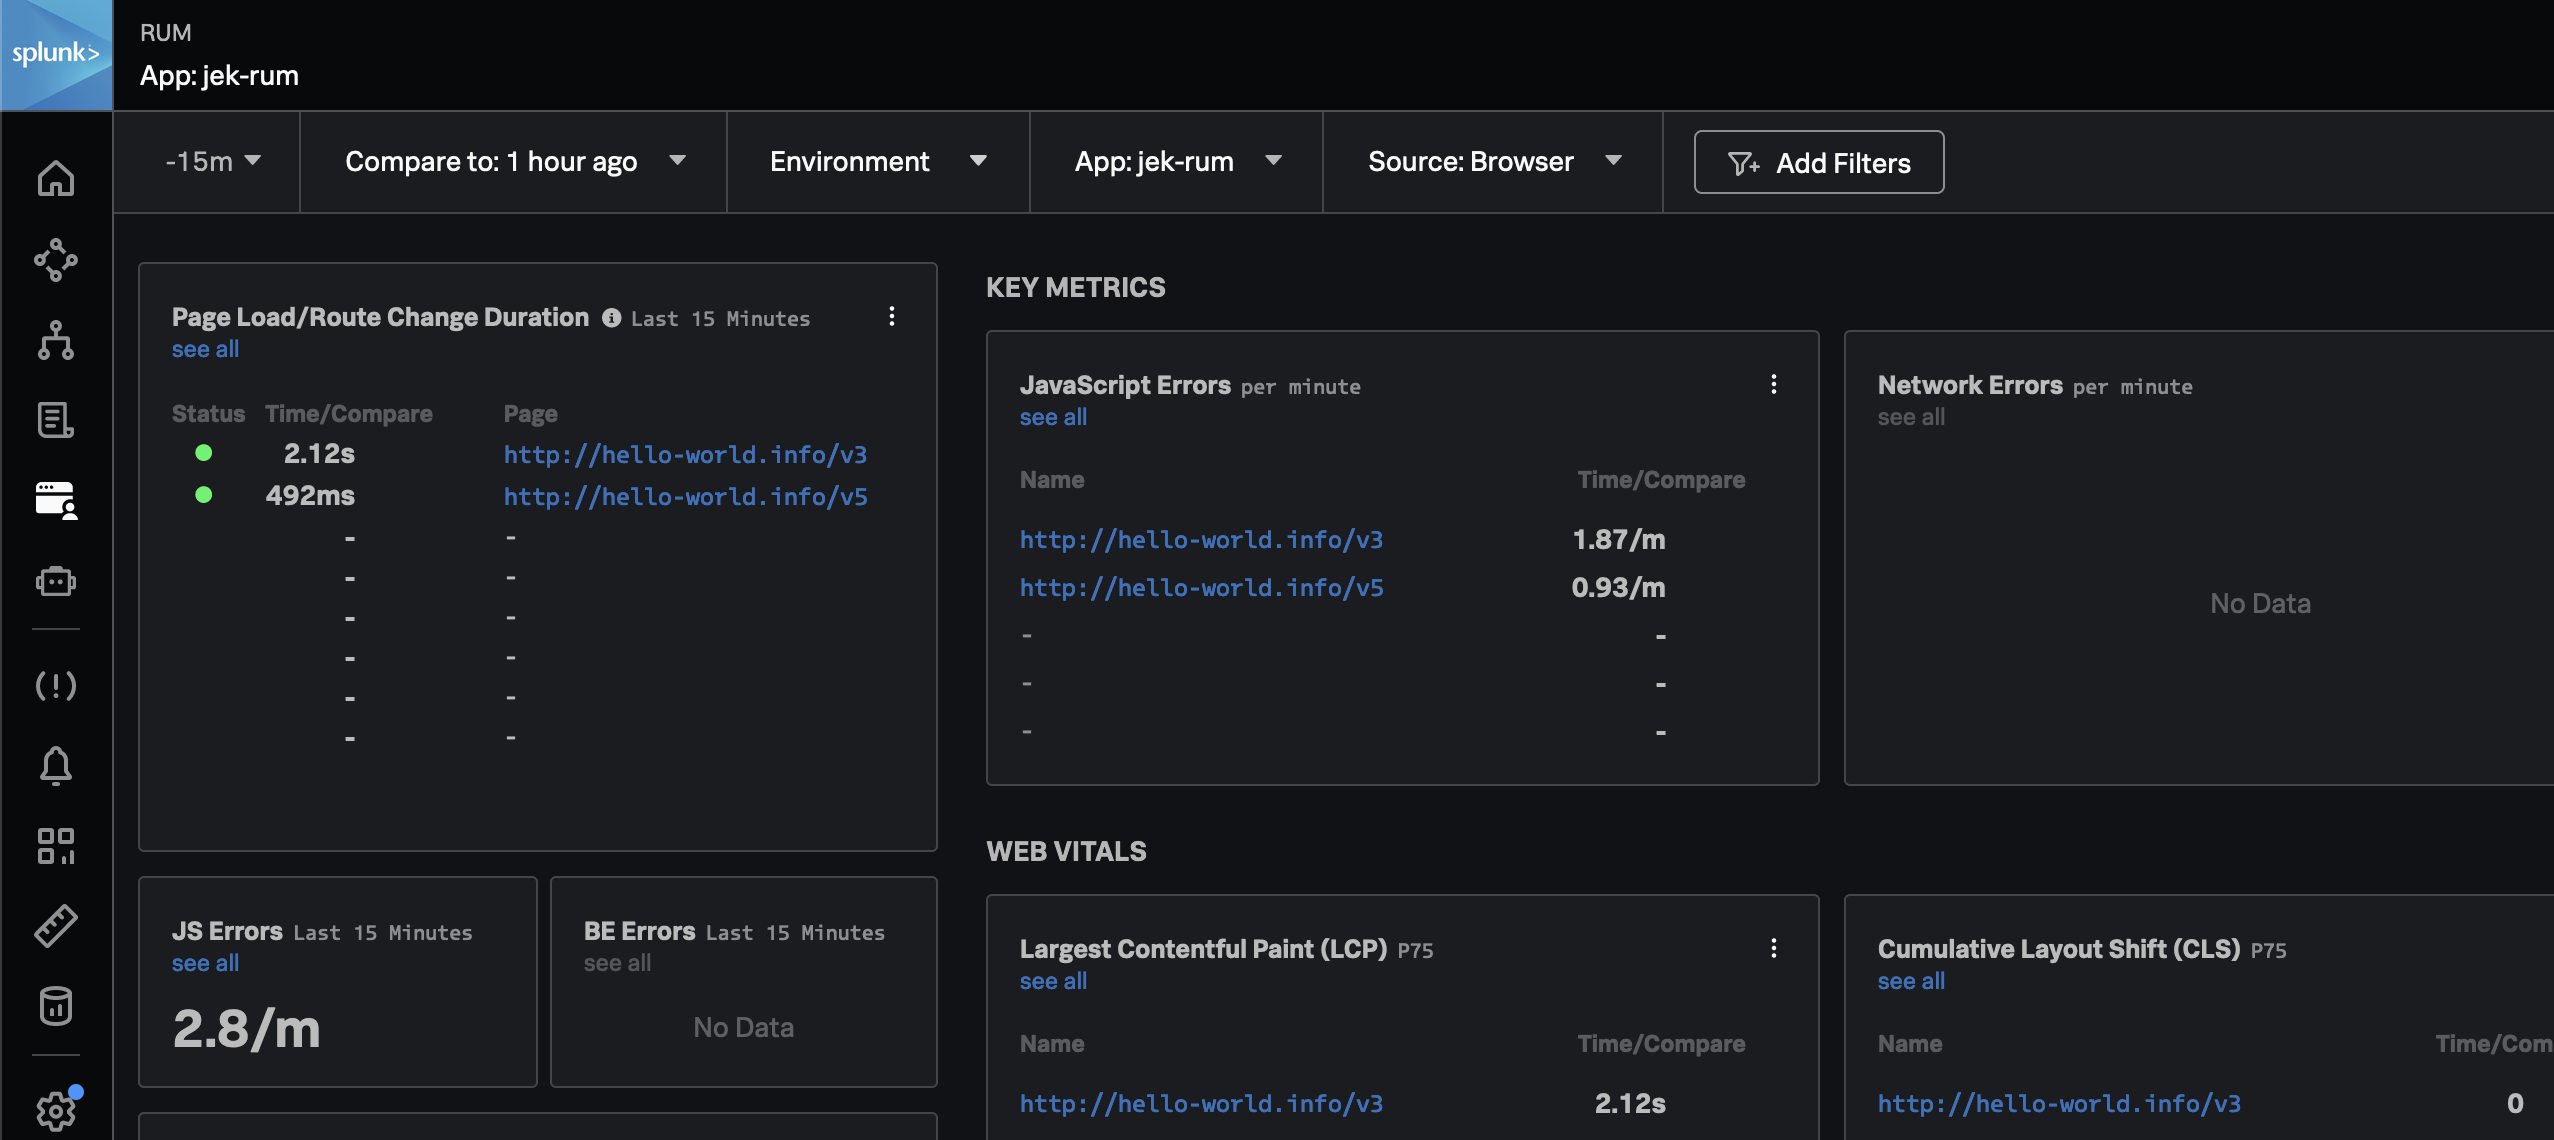 splunk>
RUM
App: jek-rum
-15m
Compare to: 1 hour ago
Environment
App: jek-rum
Source: Browser
Add Filters
Page Load/Route Change Duration Last 15 Minutes
see all
Status Time/Compare Page
2.12s http://hello-world.info/v3
492ms http://hello-world.info/v5
- -
- -
- -
- -
- -
- -
JS Errors Last 15 Minutes
see all
2.8/m
BE Errors Last 15 Minutes
see all
No Data
KEY METRICS
JavaScript Errors per minute
see all
Name Time/Compare
http://hello-world.info/v3 1.87/m
http://hello-world.info/v5 0.93/m
- -
- -
- -
Network Errors per minute
see all
No Data
WEB VITALS
Largest Contentful Paint (LCP) P75
see all
Name Time/Compare
http://hello-world.info/v3 2.12s
Cumulative Layout Shift (CLS) P75
see all
Name Time/Com
http://hello-world.info/v3 0